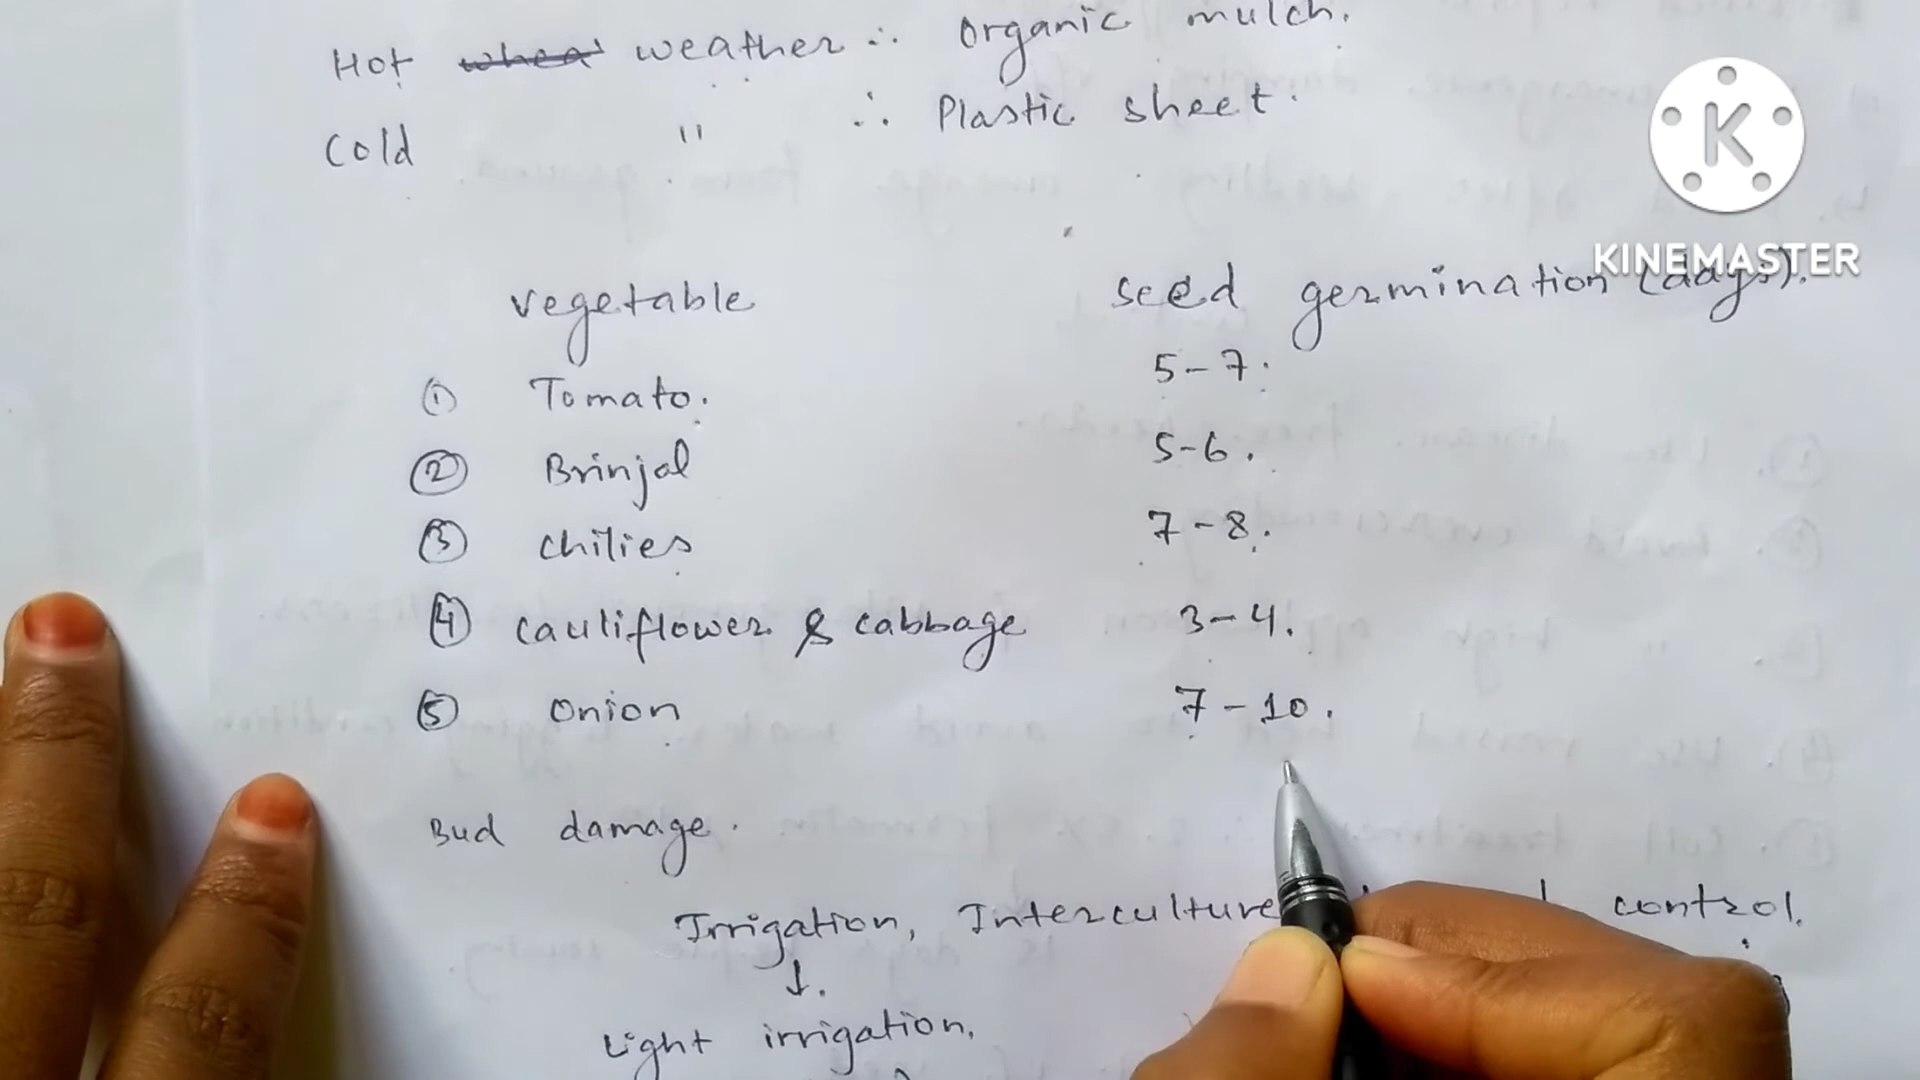 Hot weather ∴ organic mulch.
Cold " ∴ Plastic sheet.
KINEMASTER
vegetable seed germination (days).
① Tomato. 5-7.
② Brinjal 5-6.
③ chilies 7-8.
④ cauliflower & cabbage 3-4.
⑤ onion 7-10.
Bud damage.
Irrigation, Interculture control.
↓.
Light irrigation,